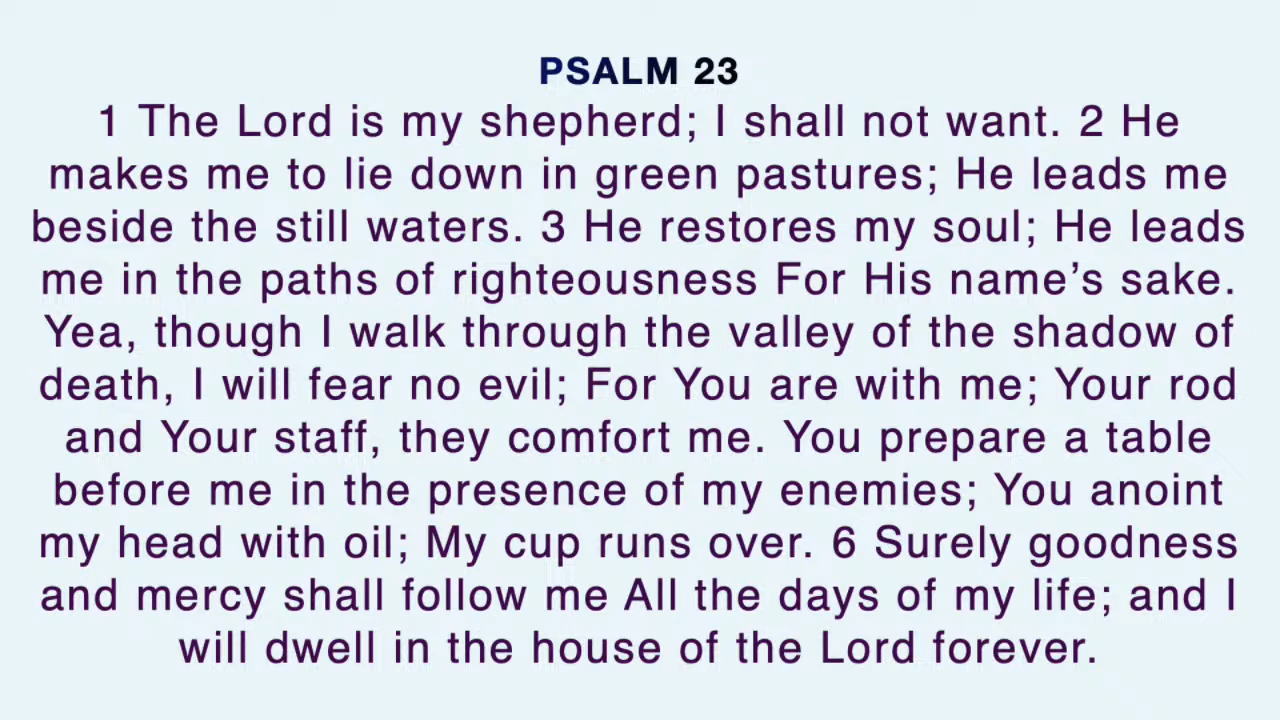 PSALM 23
1 The Lord is my shepherd; I shall not want. 2 He
makes me to lie down in green pastures; He leads me
beside the still waters. 3 He restores my soul; He leads
me in the paths of righteousness For His name’s sake.
Yea, though I walk through the valley of the shadow of
death, I will fear no evil; For You are with me; Your rod
and Your staff, they comfort me. You prepare a table
before me in the presence of my enemies; You anoint
my head with oil; My cup runs over. 6 Surely goodness
and mercy shall follow me All the days of my life; and I
will dwell in the house of the Lord forever.